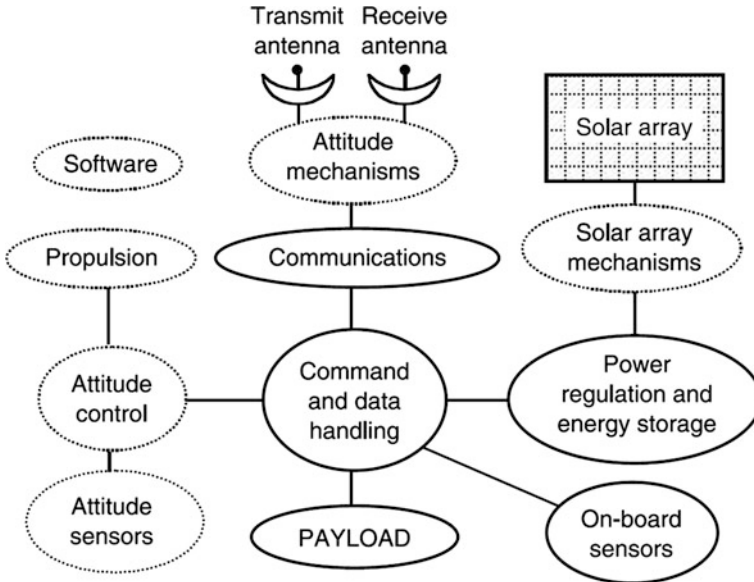 Transmit
antenna
Receive
antenna
Software
Attitude
mechanisms
Solar array
Propulsion
Communications
Solar array
mechanisms
Attitude
control
Command
and data
handling
Power
regulation and
energy storage
Attitude
sensors
PAYLOAD
On-board
sensors